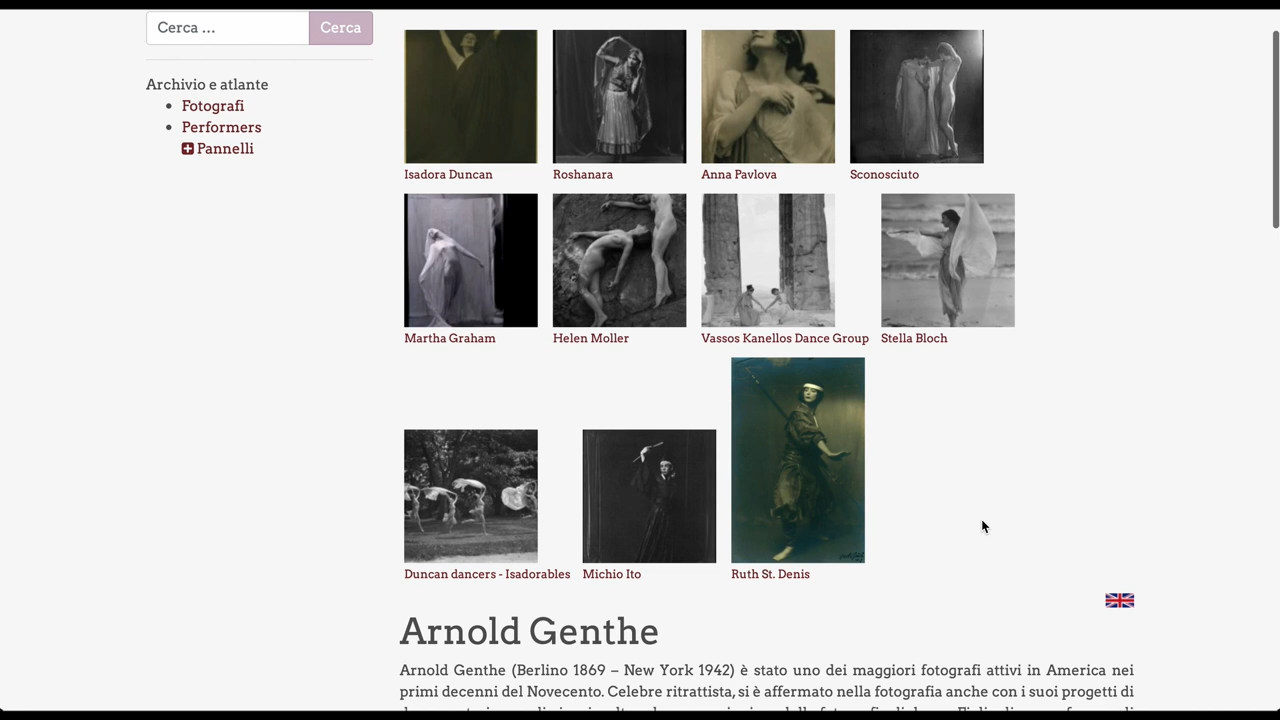 Cerca ...
Cerca
Archivio e atlante
Fotografi
Performers
Pannelli
Isadora Duncan
Roshanara
Anna Pavlova
Sconosciuto
Martha Graham
Helen Moller
Vassos Kanellos Dance Group
Stella Bloch
Duncan dancers - Isadorables
Michio Ito
Ruth St. Denis
Arnold Genthe
Arnold Genthe (Berlino 1869 – New York 1942) è stato uno dei maggiori fotografi attivi in America nei
primi decenni del Novecento. Celebre ritrattista, si è affermato nella fotografia anche con i suoi progetti di